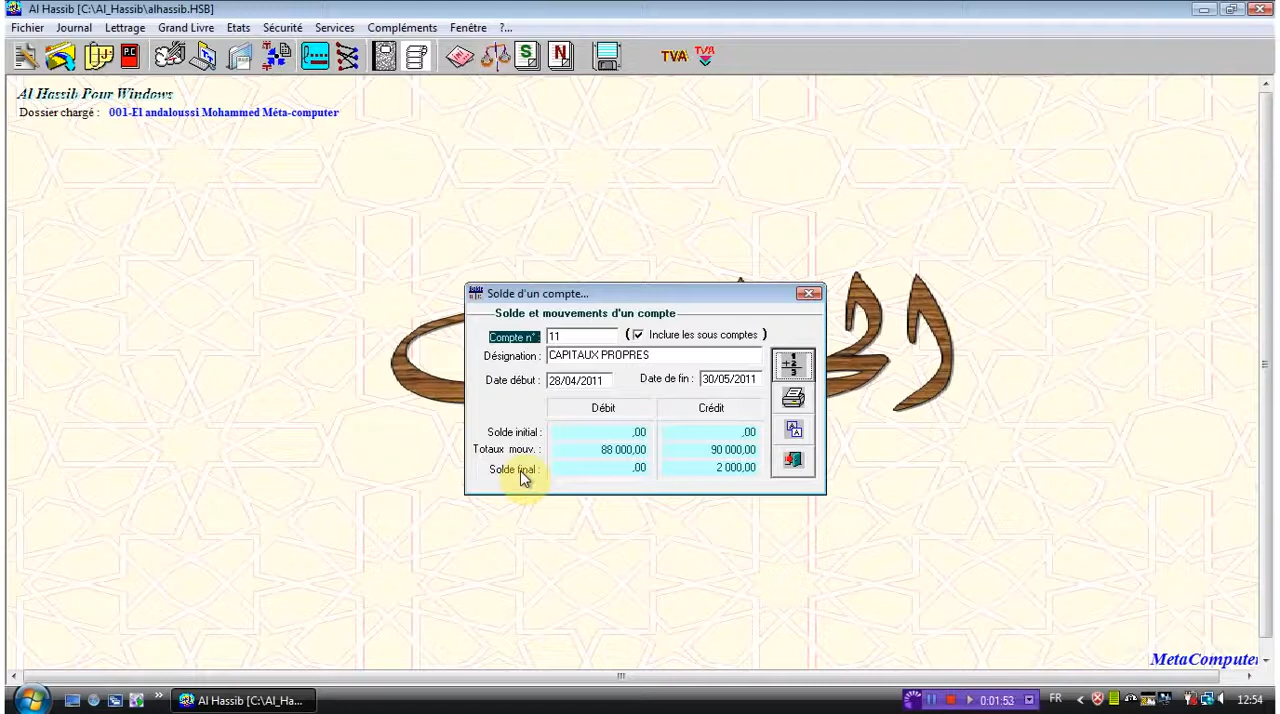 Al Hassib [C:\Al_Hassib\alhassib.HSB]
Fichier Journal Lettrage Grand Livre Etats Sécurité Services Compléments Fenêtre ?...
P.C S N TVA TVA
Al Hassib Pour Windows
Dossier chargé : 001-El andaloussi Mohammed Méta-computer
Solde d'un compte...
Solde et mouvements d'un compte
Compte n° : 11 ( Inclure les sous comptes )
Désignation : CAPITAUX PROPRES
Date début : 28/04/2011 Date de fin : 30/05/2011
Débit Crédit
Solde initial : ,00 ,00
Totaux mouv. : 88 000,00 90 000,00
Solde final : ,00 2 000,00
MetaComputer
Al Hassib [C:\Al_Ha... 0:01:53 FR 12:54